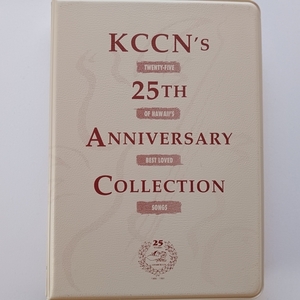 KCCN's
TWENTY-FIVE
25TH
OF HAWAII'S
ANNIVERSARY
BEST LOVED
COLLECTION
SONGS
25